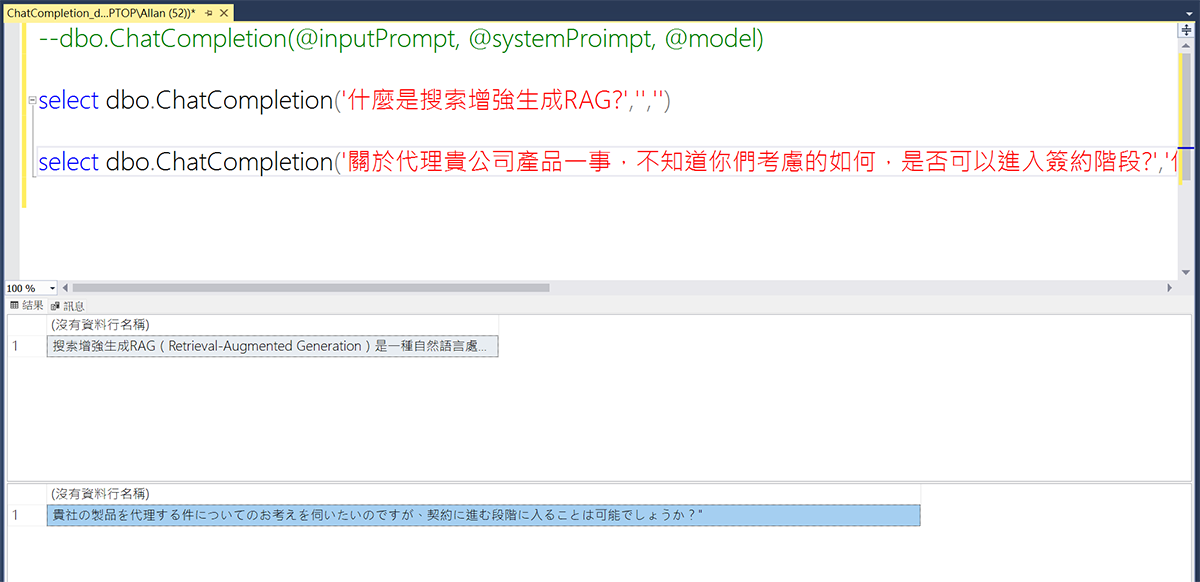 ChatCompletion_d...PTOP\Allan (52))*
--dbo.ChatCompletion(@inputPrompt, @systemProimpt, @model)
select dbo.ChatCompletion('什麼是搜索增強生成RAG?','','')
select dbo.ChatCompletion('關於代理貴公司產品一事，不知道你們考慮的如何，是否可以進入簽約階段?','
100 %
結果 訊息
(沒有資料行名稱)
1 搜索增強生成RAG（Retrieval-Augmented Generation）是一種自然語言處...
(沒有資料行名稱)
1 貴社の製品を代理する件についてのお考えを伺いたいのですが、契約に進む段階に入ることは可能でしょうか？"